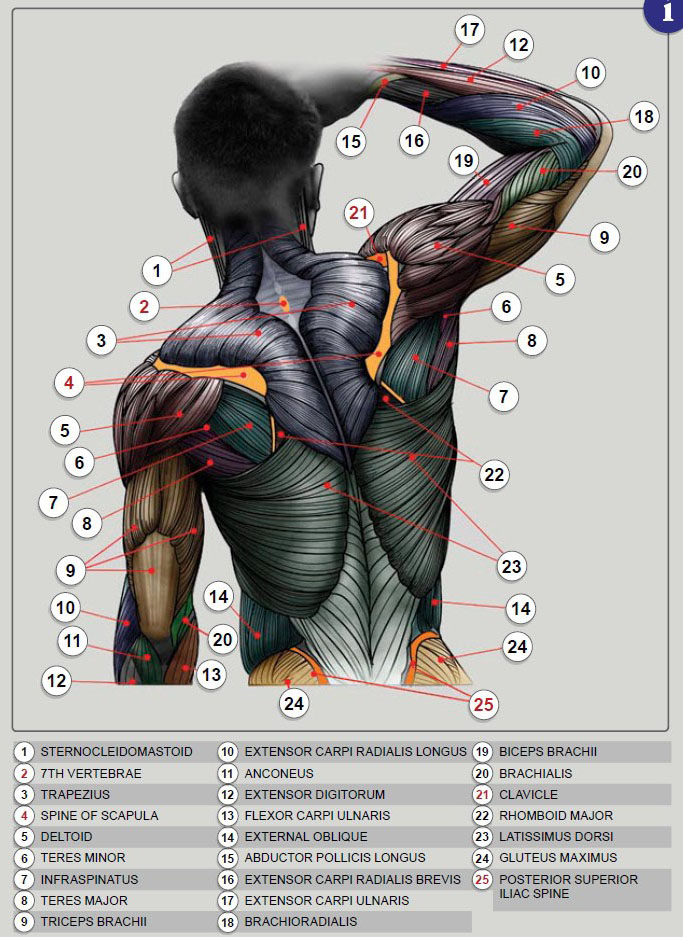 i
17
12
10
18
15
16
19
20
21
9
1
5
2
6
3
8
4
7
5
6
22
7
8
23
9
10
14
14
20
11
24
13
12
24
25
1 STERNOCLEIDOMASTOID
2 7TH VERTEBRAE
3 TRAPEZIUS
4 SPINE OF SCAPULA
5 DELTOID
6 TERES MINOR
7 INFRASPINATUS
8 TERES MAJOR
9 TRICEPS BRACHII
10 EXTENSOR CARPI RADIALIS LONGUS
11 ANCONEUS
12 EXTENSOR DIGITORUM
13 FLEXOR CARPI ULNARIS
14 EXTERNAL OBLIQUE
15 ABDUCTOR POLLICIS LONGUS
16 EXTENSOR CARPI RADIALIS BREVIS
17 EXTENSOR CARPI ULNARIS
18 BRACHIORADIALIS
19 BICEPS BRACHII
20 BRACHIALIS
21 CLAVICLE
22 RHOMBOID MAJOR
23 LATISSIMUS DORSI
24 GLUTEUS MAXIMUS
25 POSTERIOR SUPERIOR
ILIAC SPINE